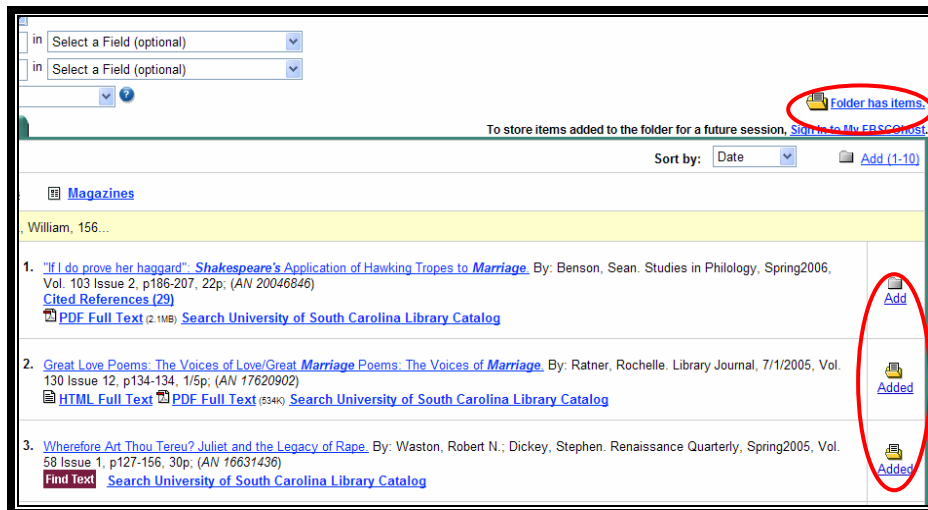 in Select a Field (optional)
in Select a Field (optional)
Folder has items.
To store items added to the folder for a future session, Sign In to My EBSCOhost.
Sort by: Date Add (1-10)
Magazines
, William, 156...
1. "If I do prove her haggard": Shakespeare's Application of Hawking Tropes to Marriage. By: Benson, Sean. Studies in Philology, Spring2006,
Vol. 103 Issue 2, p186-207, 22p; (AN 20046846)
Cited References (29)
Add
PDF Full Text (2.1MB) Search University of South Carolina Library Catalog
2. Great Love Poems: The Voices of Love/Great Marriage Poems: The Voices of Marriage. By: Ratner, Rochelle. Library Journal, 7/1/2005, Vol.
130 Issue 12, p134-134, 1/5p; (AN 17620902)
Added
HTML Full Text PDF Full Text (534K) Search University of South Carolina Library Catalog
3. Wherefore Art Thou Tereu? Juliet and the Legacy of Rape. By: Waston, Robert N.; Dickey, Stephen. Renaissance Quarterly, Spring2005, Vol.
58 Issue 1, p127-156, 30p; (AN 16631436)
Added
Find Text Search University of South Carolina Library Catalog